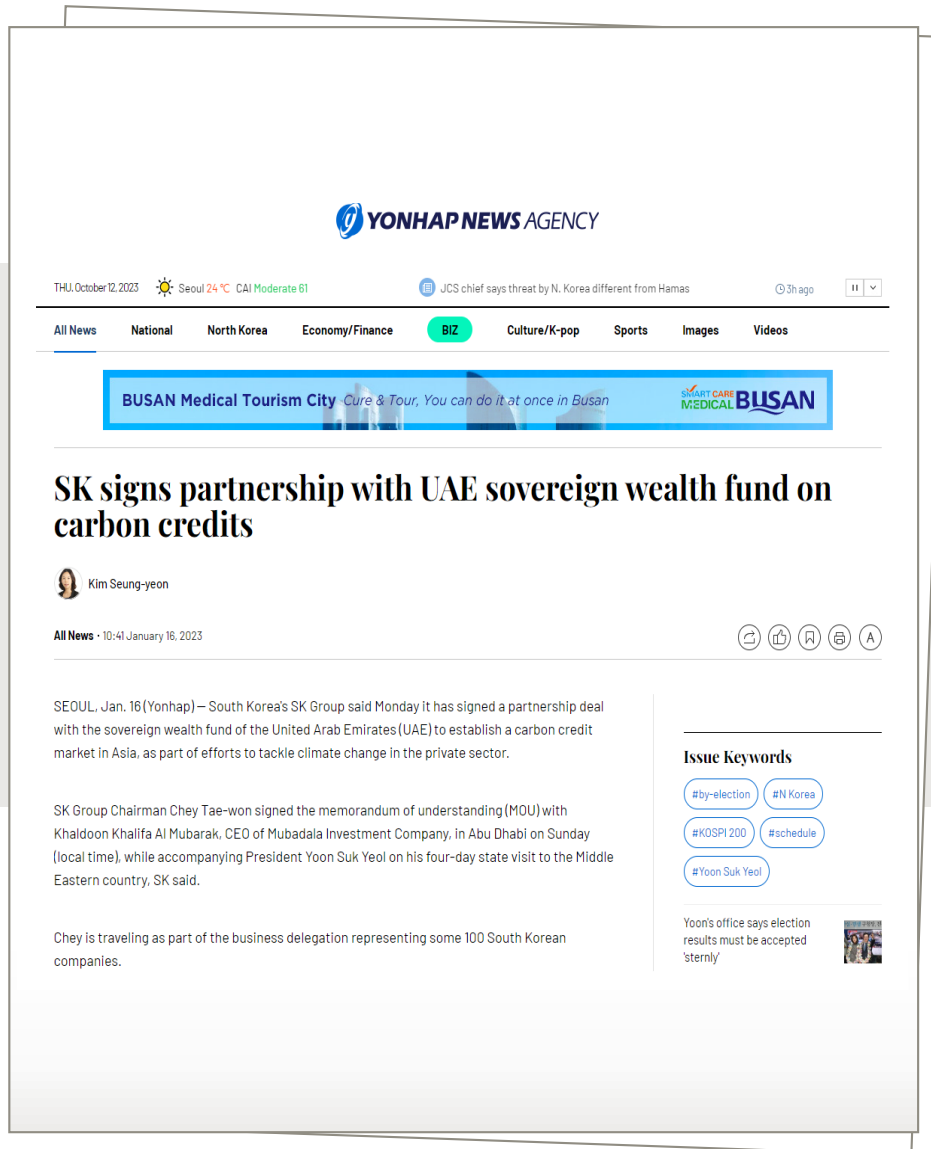 YONHAP NEWS AGENCY
THU. October 12, 2023 Seoul 24 ℃ CAI Moderate 61 JCS chief says threat by N. Korea different from Hamas 3h ago
All News National North Korea Economy/Finance BIZ Culture/K-pop Sports Images Videos
BUSAN Medical Tourism City Cure & Tour, You can do it at once in Busan SMART CARE MEDICAL BUSAN
SK signs partnership with UAE sovereign wealth fund on
carbon credits
Kim Seung-yeon
All News · 10:41 January 16, 2023
A
SEOUL, Jan. 16 (Yonhap) — South Korea's SK Group said Monday it has signed a partnership deal
with the sovereign wealth fund of the United Arab Emirates (UAE) to establish a carbon credit
market in Asia, as part of efforts to tackle climate change in the private sector.
SK Group Chairman Chey Tae-won signed the memorandum of understanding (MOU) with
Khaldoon Khalifa Al Mubarak, CEO of Mubadala Investment Company, in Abu Dhabi on Sunday
(local time), while accompanying President Yoon Suk Yeol on his four-day state visit to the Middle
Eastern country, SK said.
Chey is traveling as part of the business delegation representing some 100 South Korean
companies.
Issue Keywords
#by-election #N Korea
#KOSPI 200 #schedule
#Yoon Suk Yeol
Yoon's office says election
results must be accepted
'sternly'